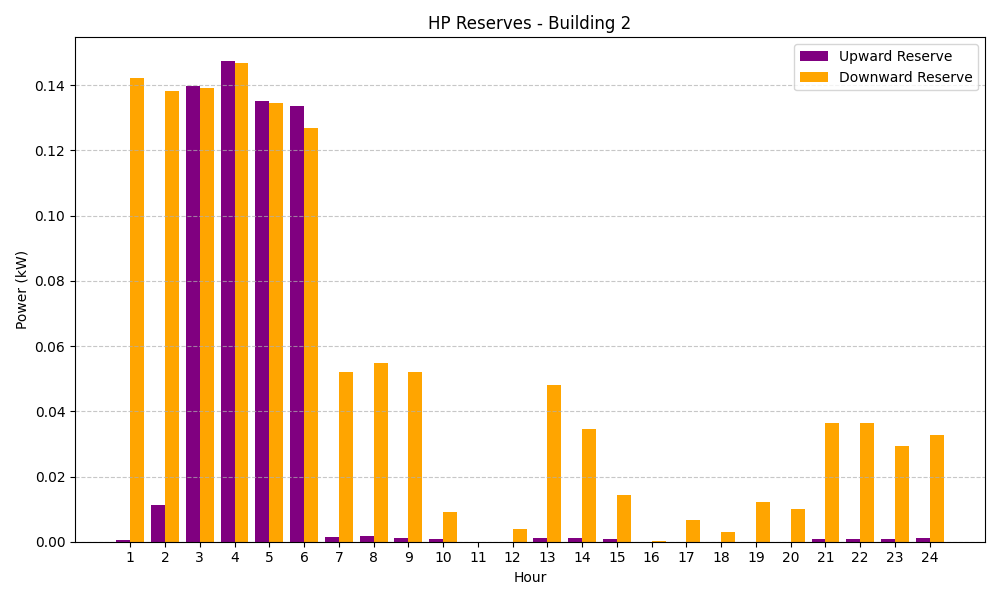 HP Reserves - Building 2
Upward Reserve
Downward Reserve
Power (kW)
0.14
0.12
0.10
0.08
0.06
0.04
0.02
0.00
1 2 3 4 5 6 7 8 9 10 11 12 13 14 15 16 17 18 19 20 21 22 23 24
Hour